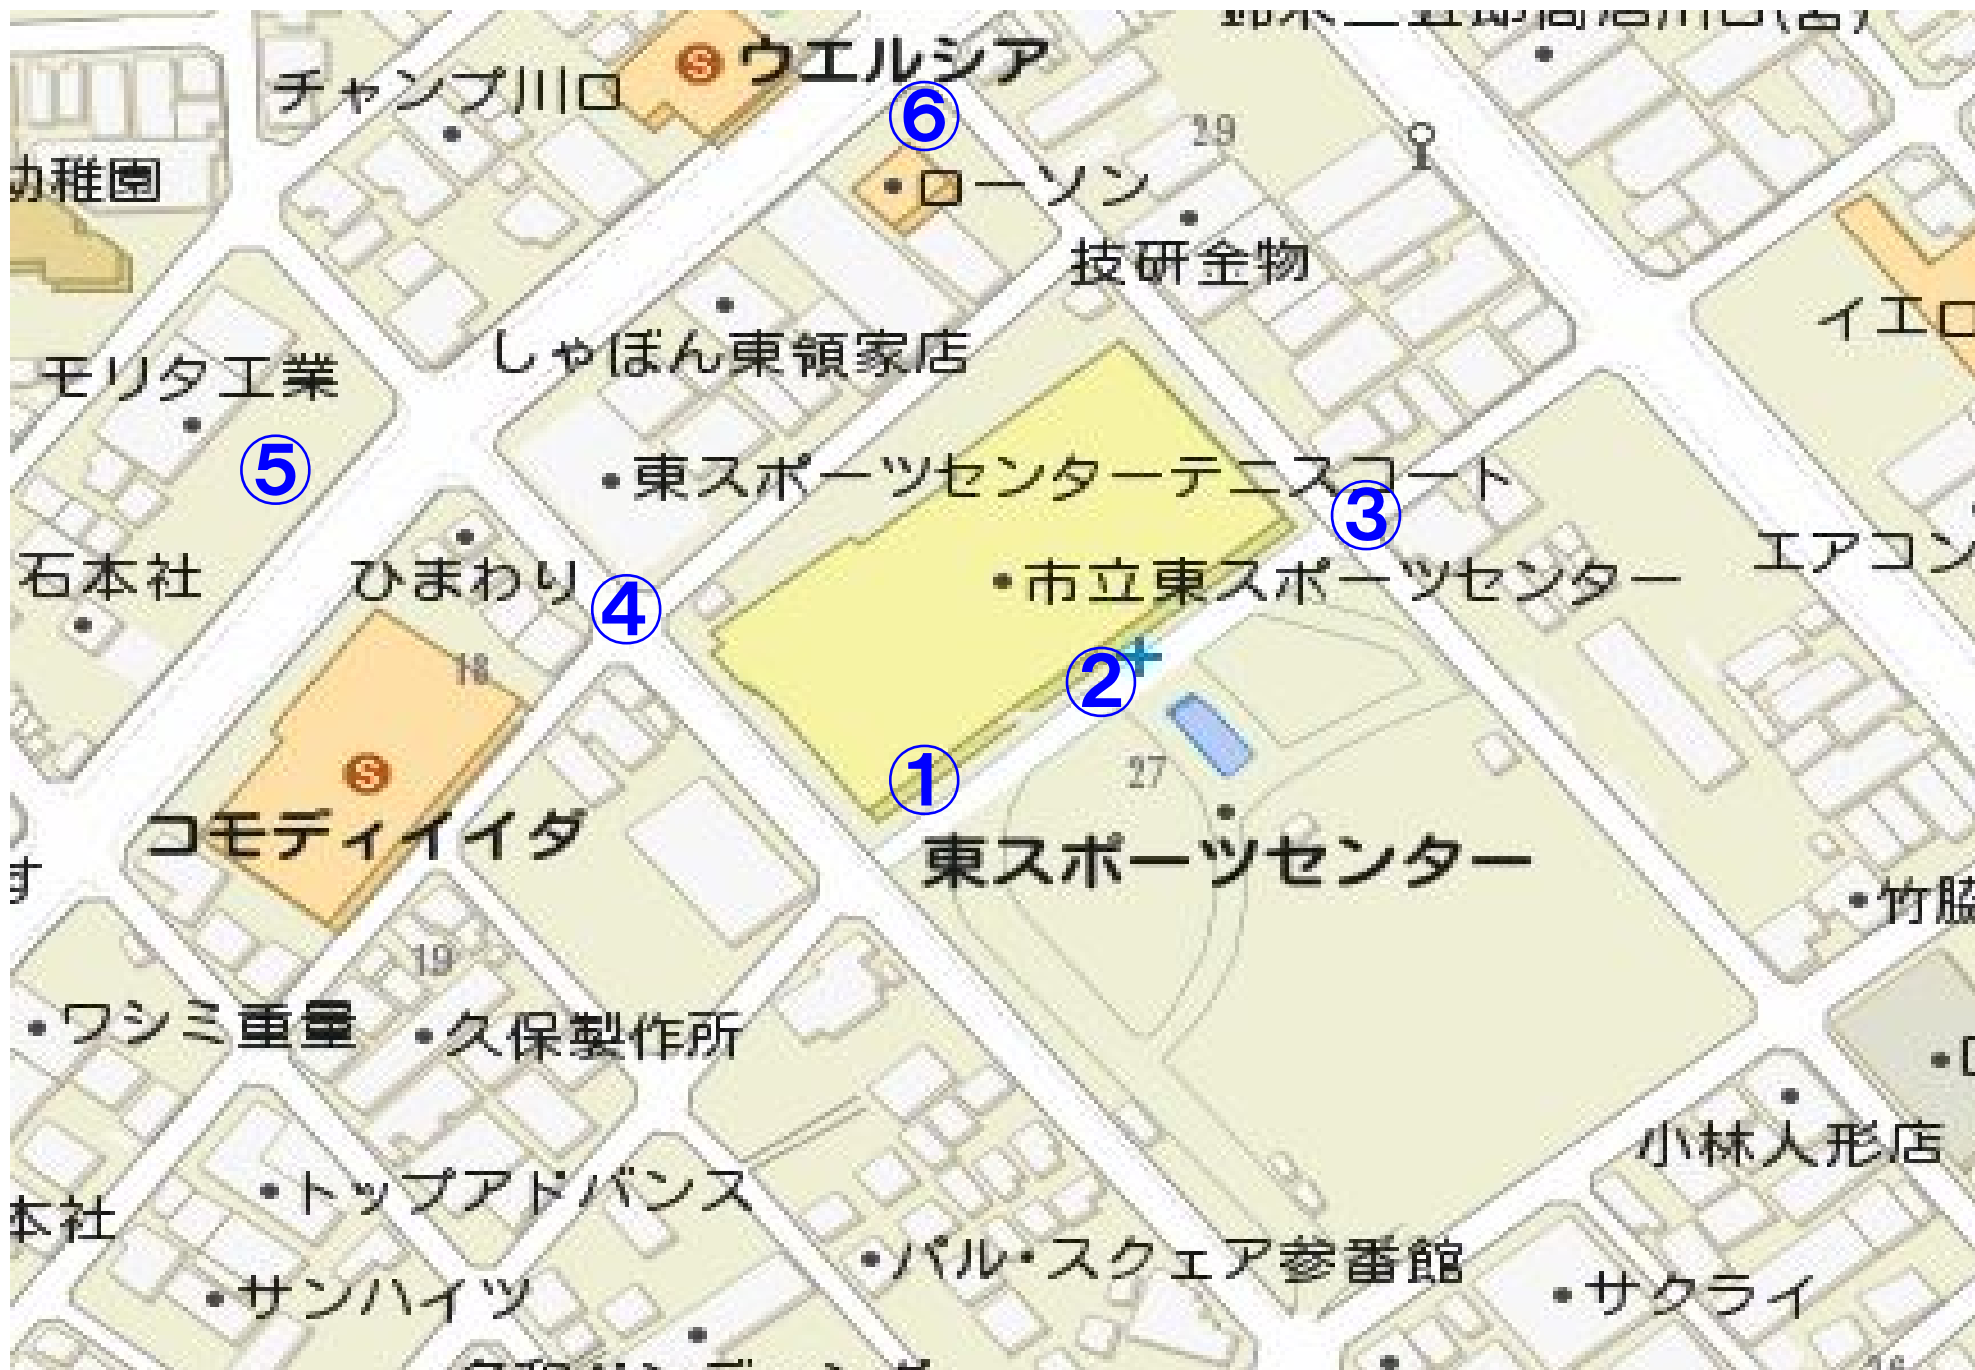 ウエルシア
チャンプ川口
⑥
29
幼稚園
ローソン
技研金物
イエロ
しゃぼん東領家店
モリタ工業
⑤
東スポーツセンターテニスコート
③
石本社
ひまわり
④
市立東スポーツセンター
エアコン
16
②
S
S
①
27
コモディイイダ
東スポーツセンター
す
竹脇
19
ワシミ重量
久保製作所
小林人形店
トップアドバンス
本社
パル・スクェア参番館
サンハイツ
サクライ